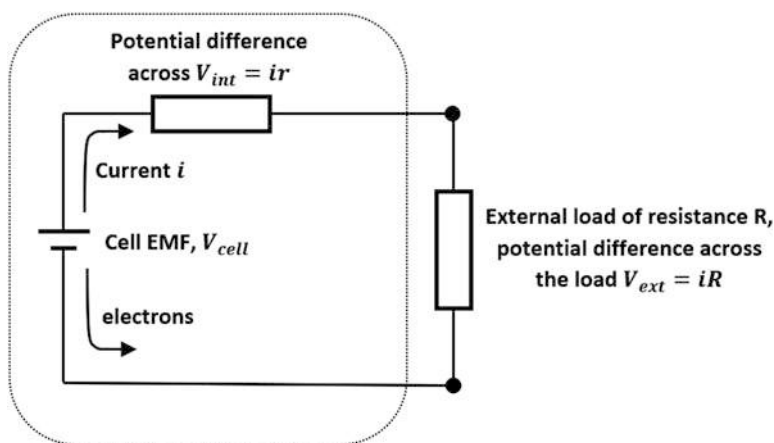 Potential difference
across V_int = ir
Current i
Cell EMF, V_cell
electrons
External load of resistance R,
potential difference across
the load V_ext = iR